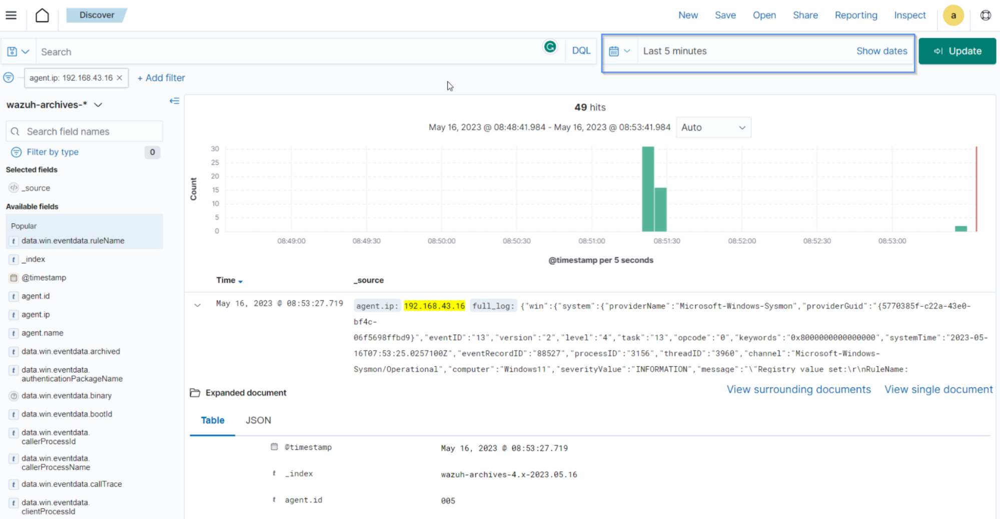 Discover
New Save Open Share Reporting Inspect a
Search
DQL
Last 5 minutes Show dates
Update
agent.ip: 192.168.43.16 ×
+ Add filter
wazuh-archives-*
Search field names
Filter by type 0
Selected fields
_source
Available fields
Popular
t data.win.eventdata.ruleName
t _index
@timestamp
t agent.id
t agent.ip
t agent.name
t data.win.eventdata.archived
t data.win.eventdata.
authenticationPackageName
data.win.eventdata.binary
t data.win.eventdata.bootId
t data.win.eventdata.
callerProcessId
t data.win.eventdata.
callerProcessName
t data.win.eventdata.callTrace
t data.win.eventdata.
clientProcessId
49 hits
May 16, 2023 @ 08:48:41.984 - May 16, 2023 @ 08:53:41.984 Auto
30
25
20
15
10
5
0
Count
08:49:00 08:49:30 08:50:00 08:50:30 08:51:00 08:51:30 08:52:00 08:52:30 08:53:00
@timestamp per 5 seconds
Time _source
May 16, 2023 @ 08:53:27.719
agent.ip: 192.168.43.16 full_log: {"win":{"system":{"providerName":"Microsoft-Windows-Sysmon","providerGuid":"{5770385f-c22a-43e0-
bf4c-
06f5698ffbd9}","eventID":"13","version":"2","level":"4","task":"13","opcode":"0","keywords":"0x8000000000000000","systemTime":"2023-05-
16T07:53:25.0257100Z","eventRecordID":"88527","processID":"3156","threadID":"3960","channel":"Microsoft-Windows-
Sysmon/Operational","computer":"Windows11","severityValue":"INFORMATION","message":"\"Registry value set:\r\nRuleName:
Expanded document
View surrounding documents View single document
Table JSON
@timestamp May 16, 2023 @ 08:53:27.719
t _index wazuh-archives-4.x-2023.05.16
t agent.id 005